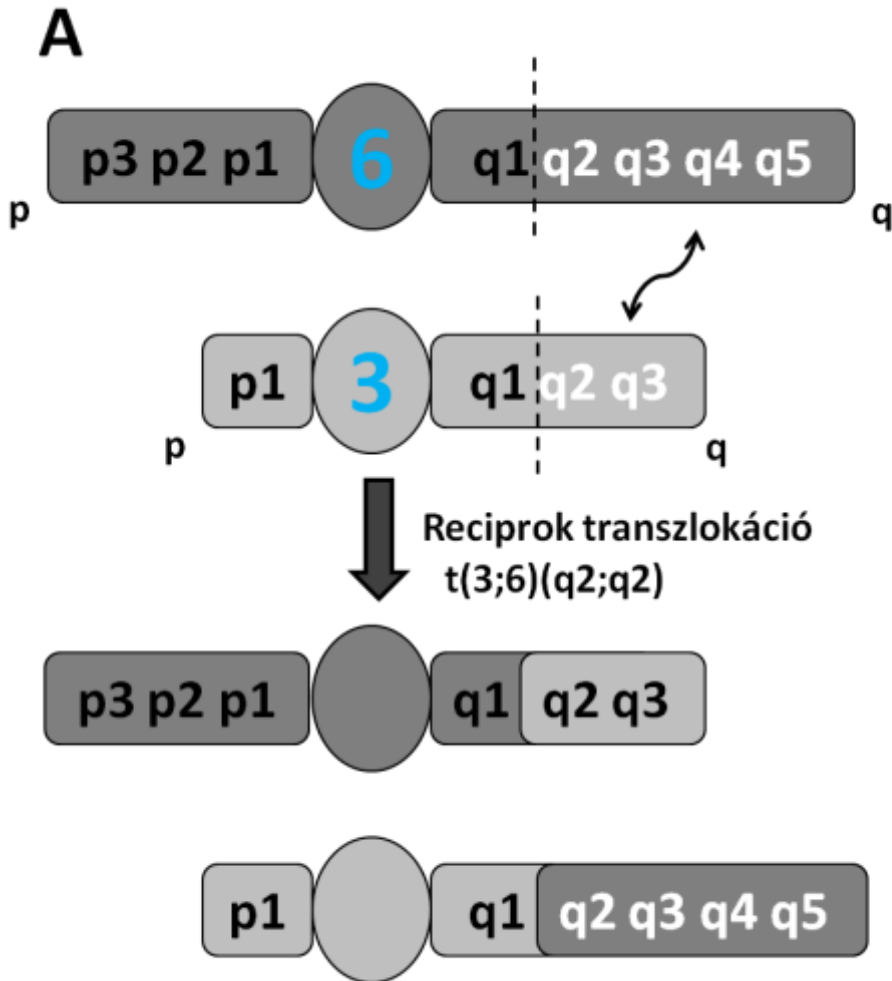 A
p3 p2 p1 6 q1 q2 q3 q4 q5
p q
p1 3 q1 q2 q3
p q
Reciprok transzlokáció
t(3;6)(q2;q2)
p3 p2 p1 q1 q2 q3
p1 q1 q2 q3 q4 q5